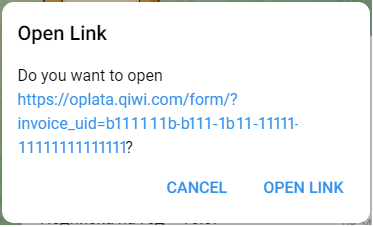 Open Link
Do you want to open
https://oplata.qiwi.com/form/?
invoice_uid=b111111b-b111-1b11-11111-
11111111111111?
CANCEL
OPEN LINK